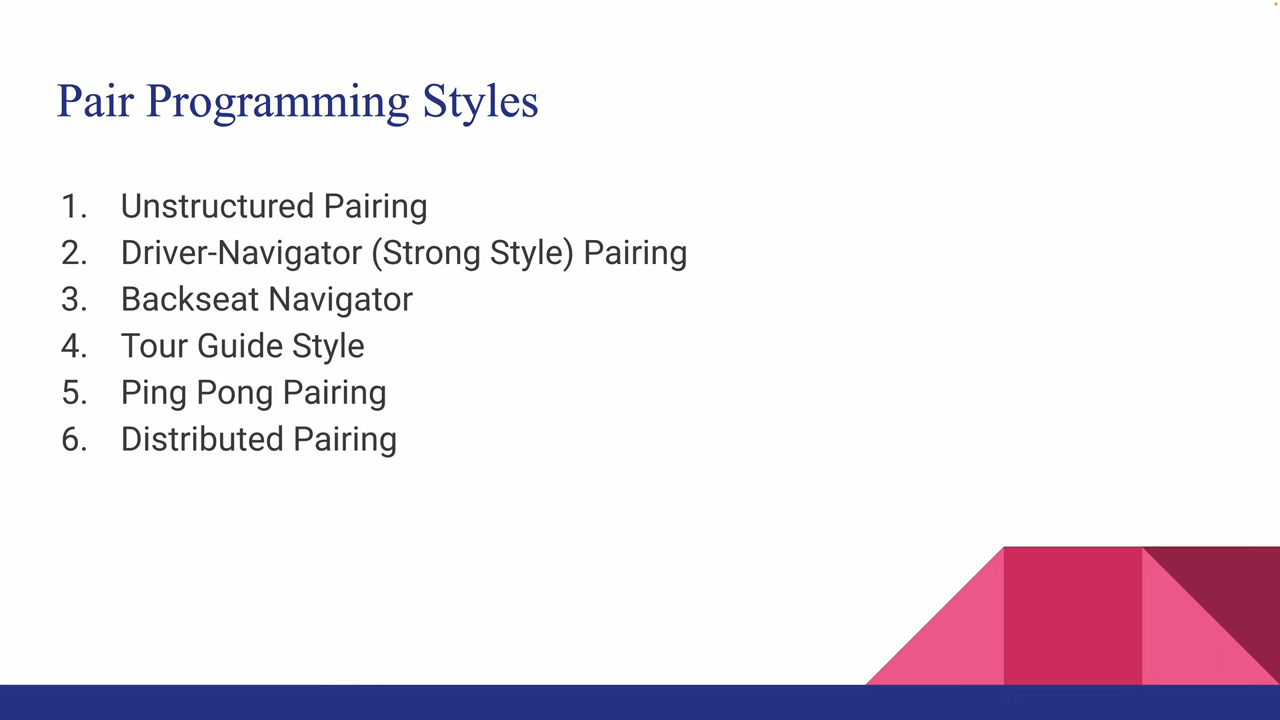 Pair Programming Styles
1. Unstructured Pairing
2. Driver-Navigator (Strong Style) Pairing
3. Backseat Navigator
4. Tour Guide Style
5. Ping Pong Pairing
6. Distributed Pairing